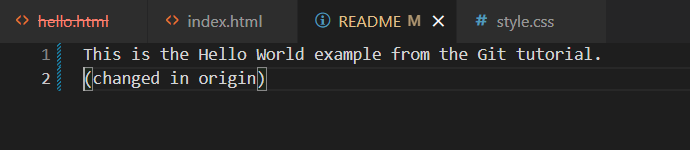 hello.html index.html README M style.css
1 This is the Hello World example from the Git tutorial.
2 (changed in origin)